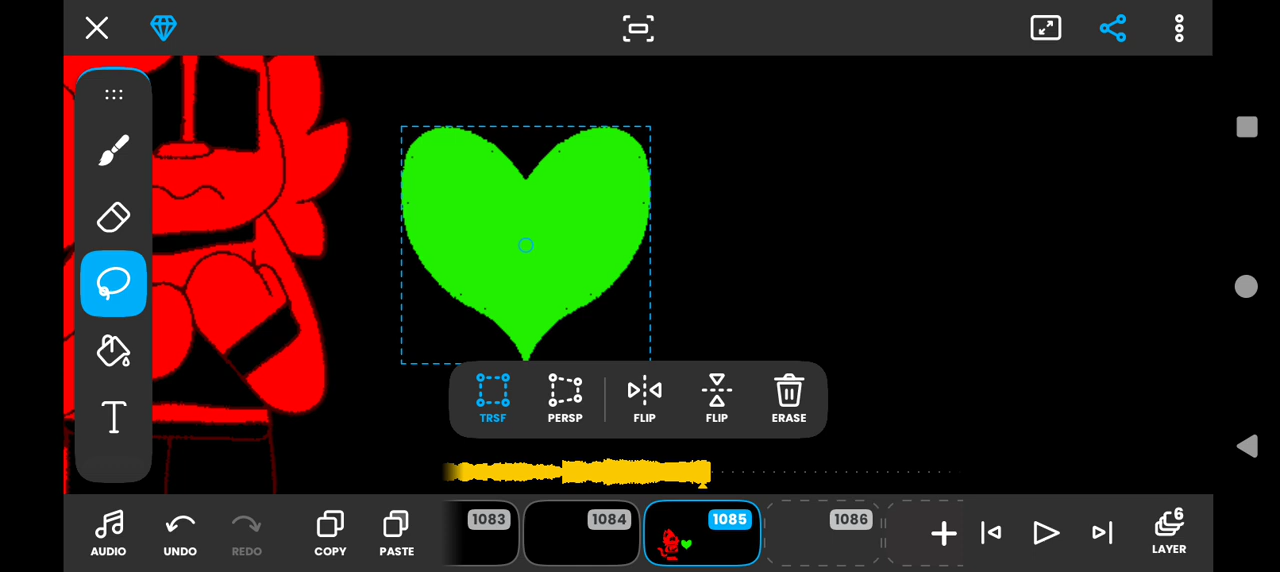 TRSF
PERSP
FLIP
FLIP
ERASE
T
AUDIO
UNDO
REDO
COPY
PASTE
1083
1084
1085
1086
6
LAYER